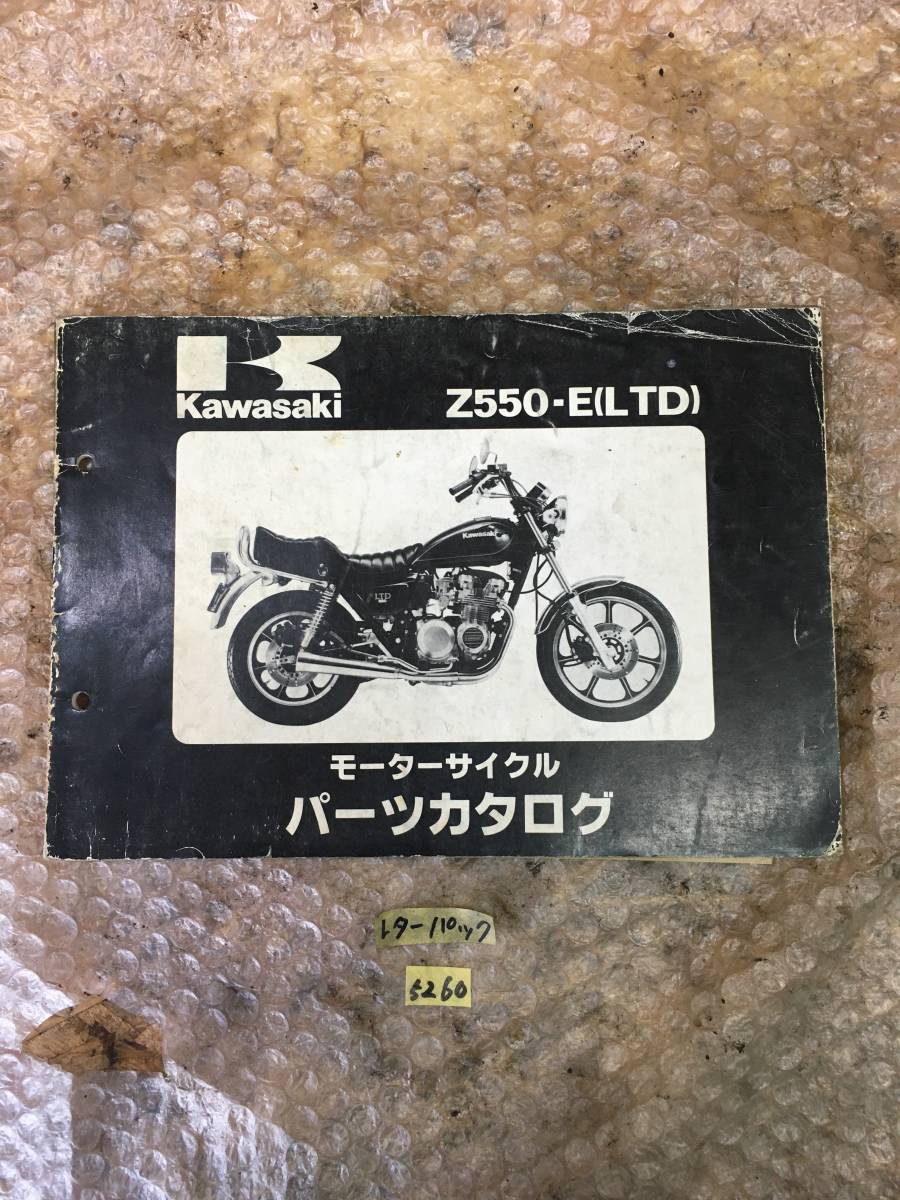 Kawasaki
Z550-E(LTD)
Kawasaki
LTD
モーターサイクル
パーツカタログ
レターパック
5260